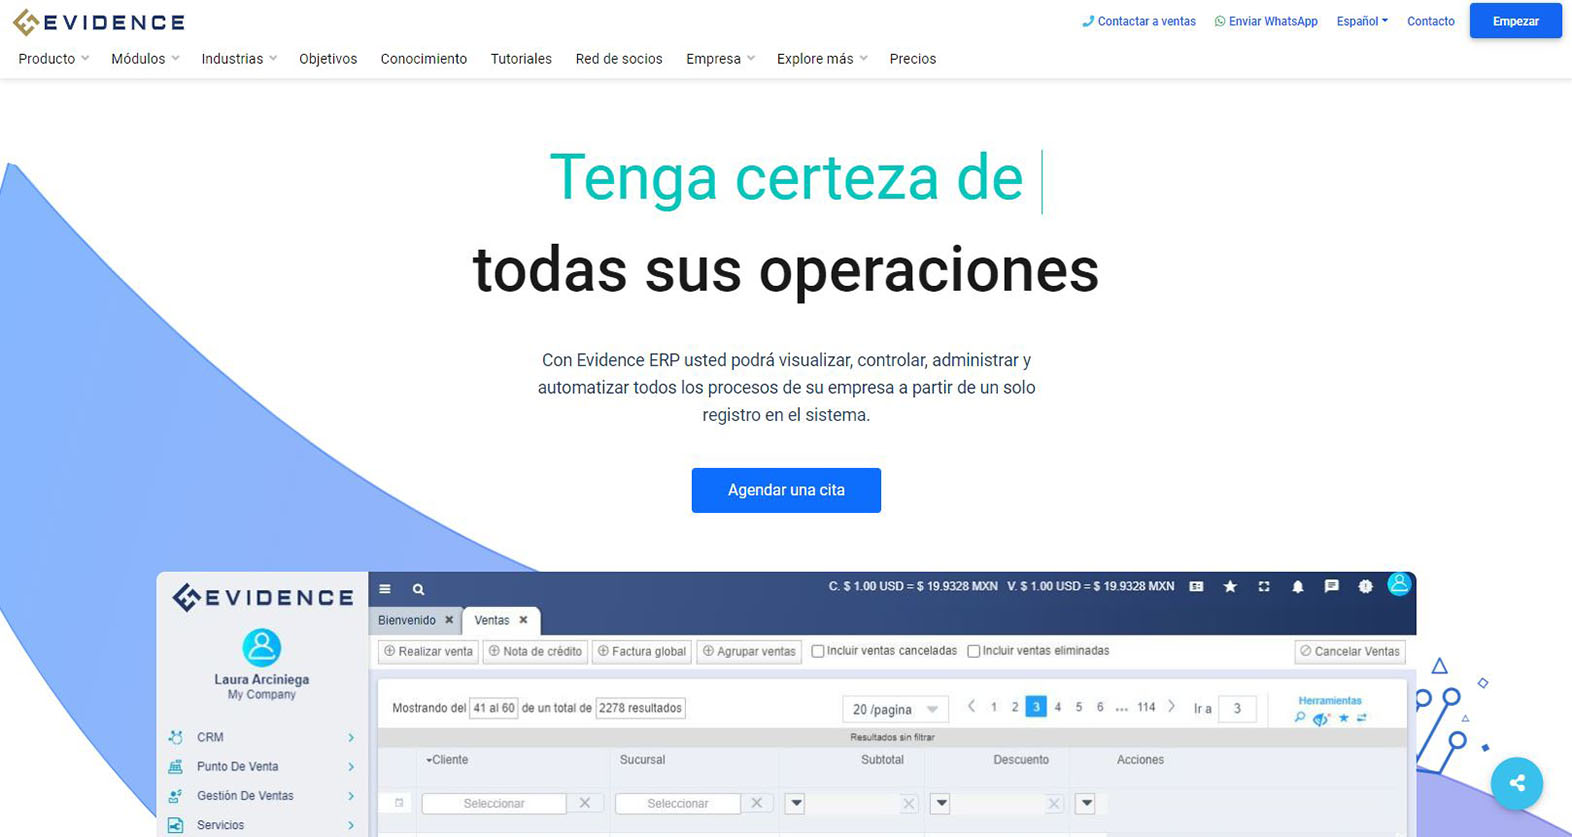 EVIDENCE
Contactar a ventas
Enviar WhatsApp
Español
Contacto
Empezar
Producto
Módulos
Industrias
Objetivos
Conocimiento
Tutoriales
Red de socios
Empresa
Explore más
Precios
Tenga certeza de
todas sus operaciones
Con Evidence ERP usted podrá visualizar, controlar, administrar y
automatizar todos los procesos de su empresa a partir de un solo
registro en el sistema.
Agendar una cita
EVIDENCE
Laura Arciniega
My Company
CRM
Punto De Venta
Gestión De Ventas
Servicios
C. $ 1.00 USD = $ 19.9328 MXN V. $ 1.00 USD = $ 19.9328 MXN
Bienvenido
Ventas
Realizar venta
Nota de crédito
Factura global
Agrupar ventas
Incluir ventas canceladas
Incluir ventas eliminadas
Cancelar Ventas
Mostrando del 41 al 60 de un total de 2278 resultados
20 /pagina
1 2 3 4 5 6 ... 114
Ir a 3
Herramientas
Resultados sin filtrar
Cliente
Sucursal
Subtotal
Descuento
Acciones
Seleccionar
Seleccionar